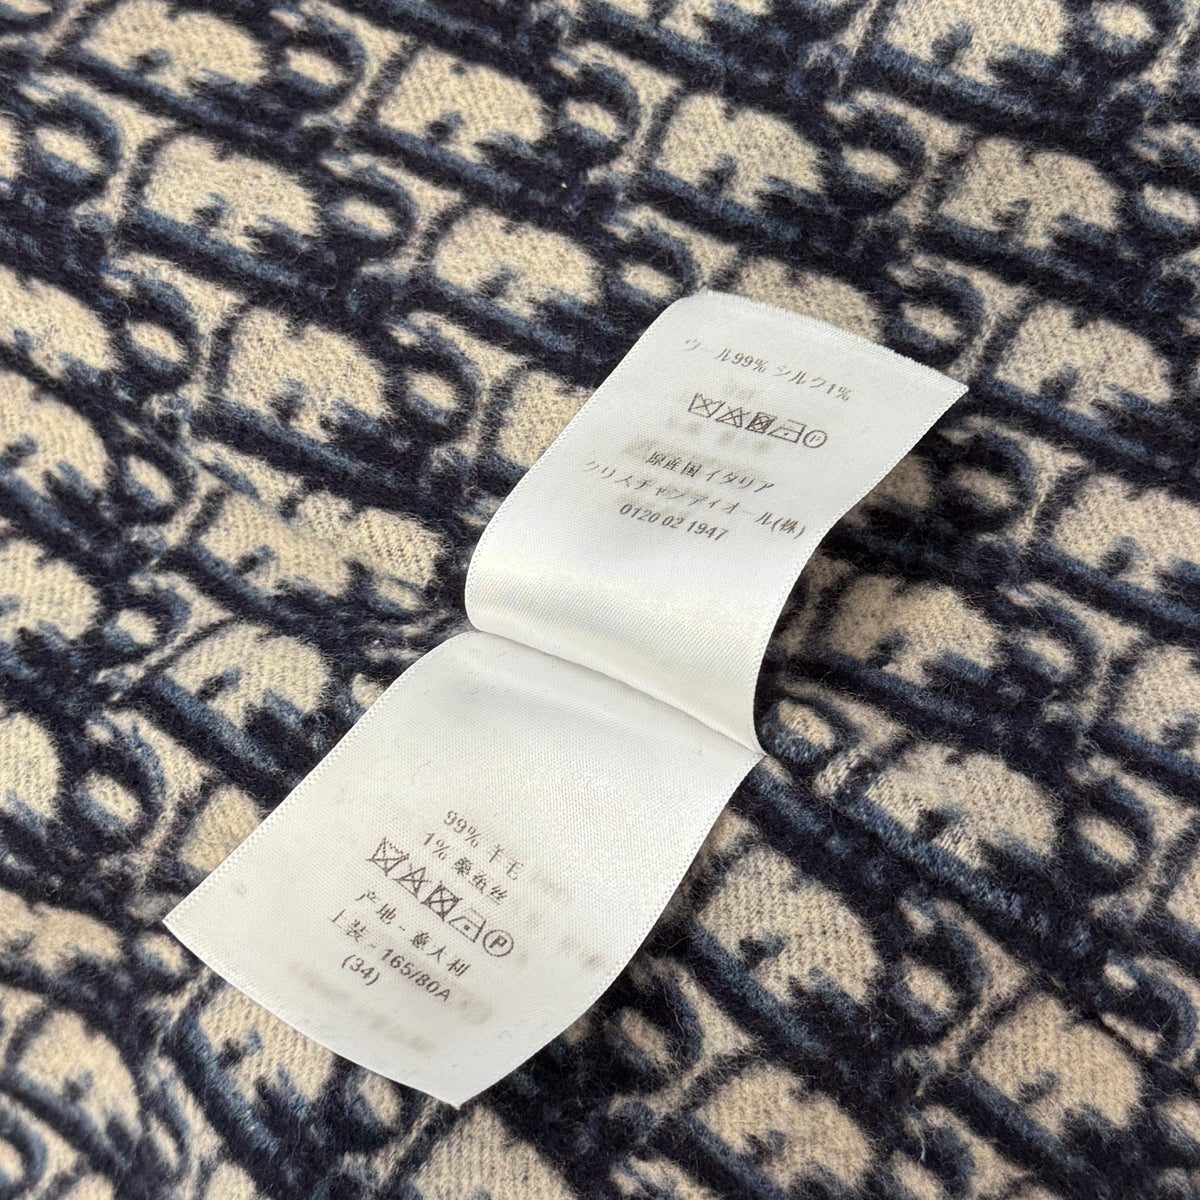 ウール99% シルク1%
P
原産国イタリア
クリスチャンディオール(株)
0120 02 1947
99% 羊毛
1% 桑蚕丝
P
产地 - 意大利
上装 - 165/80A
(34)